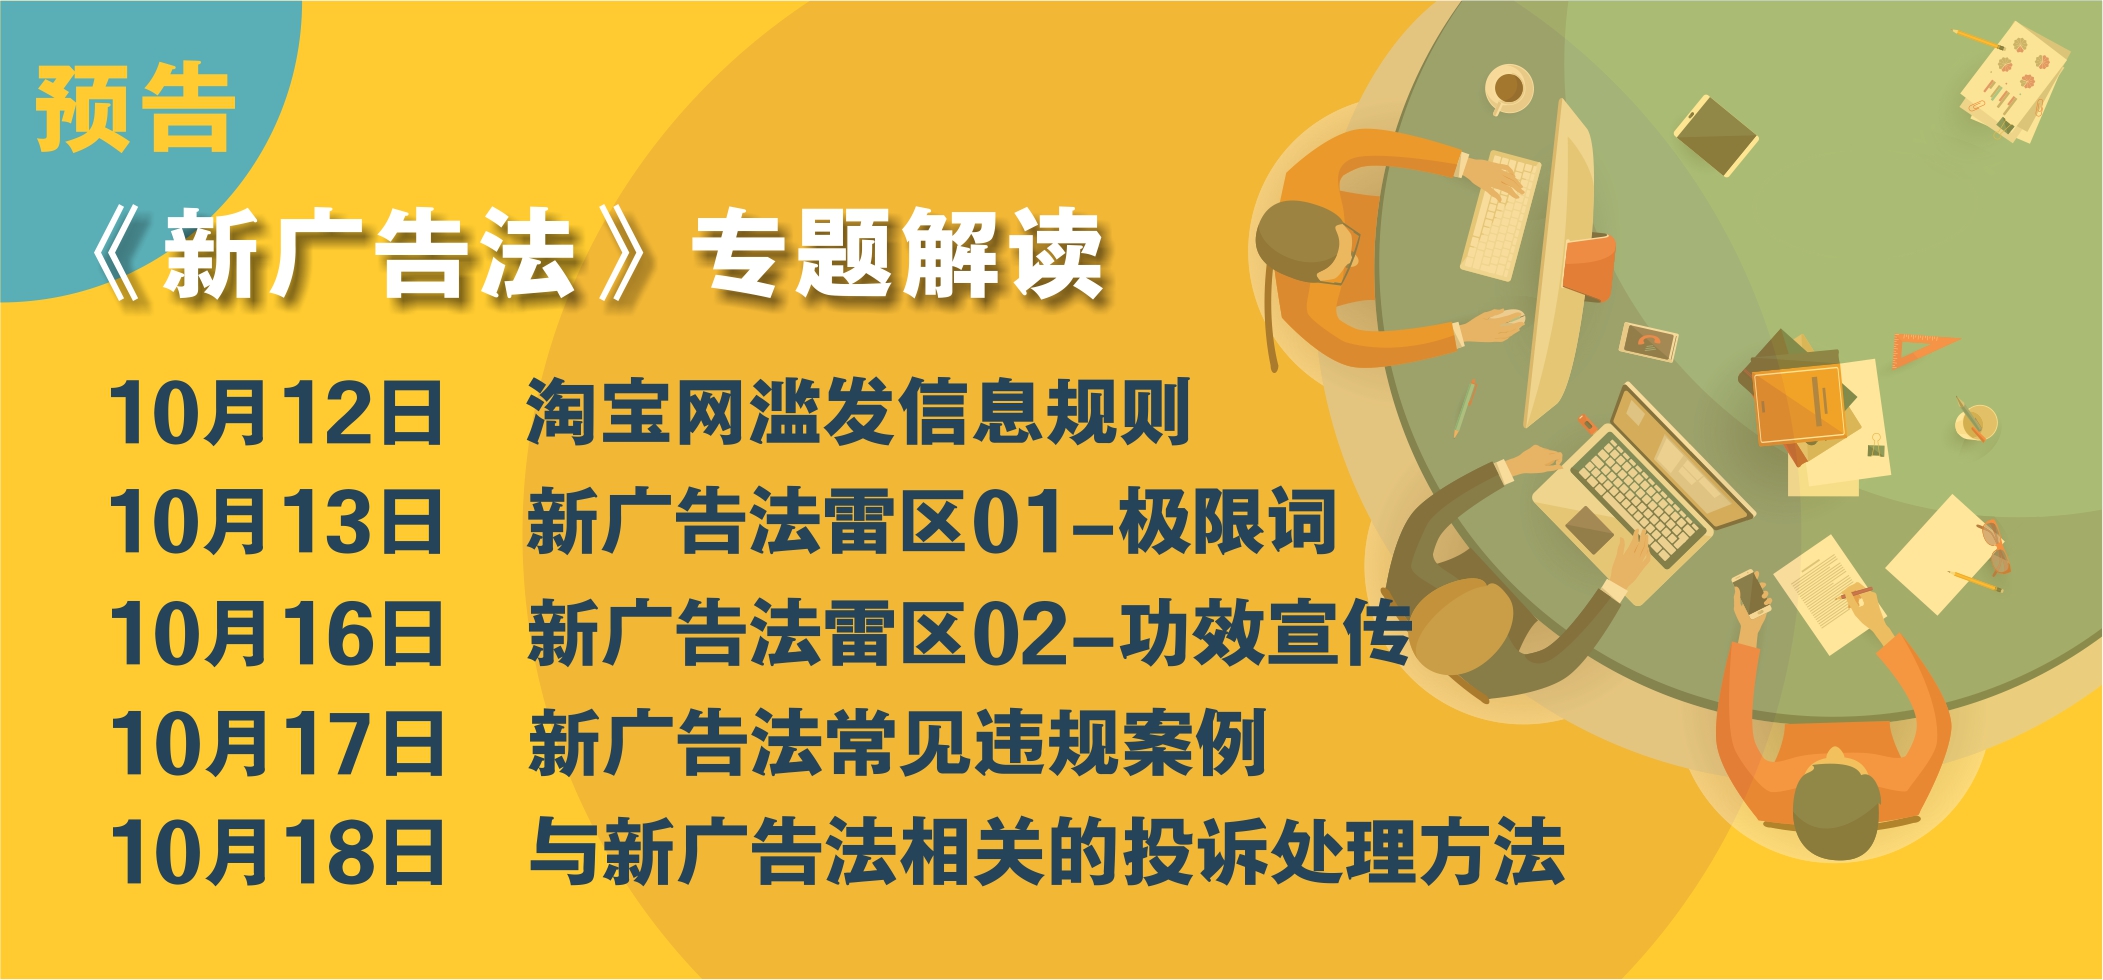 预告
《新广告法》专题解读
10月12日 淘宝网滥发信息规则
10月13日 新广告法雷区01-极限词
10月16日 新广告法雷区02-功效宣传
10月17日 新广告法常见违规案例
10月18日 与新广告法相关的投诉处理方法